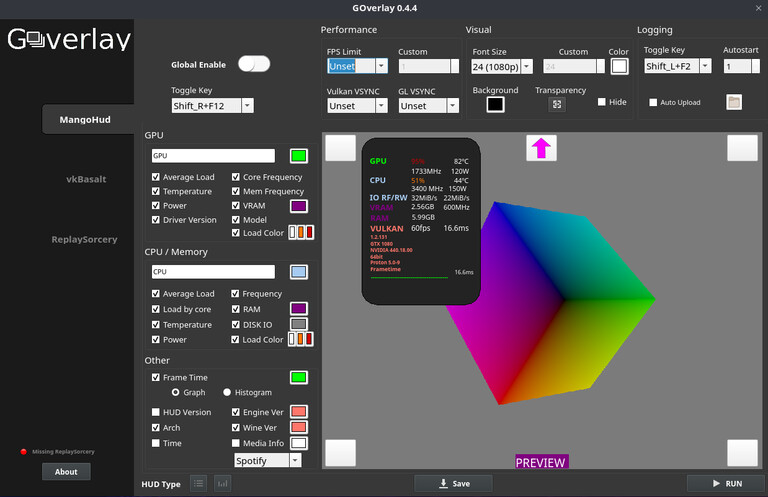 GOverlay 0.4.4
Goverlay
MangoHud
vkBasalt
ReplaySorcery
Missing ReplaySorcery
About
Global Enable
Toggle Key
Shift_R+F12
Performance
FPS Limit
Custom
Unset
1
Vulkan VSYNC
GL VSYNC
Unset
Unset
Visual
Font Size
Custom
Color
24 (1080p)
24
Background
Transparency
Hide
Logging
Toggle Key
Autostart
Shift_L+F2
1
Auto Upload
GPU
GPU
Average Load
Core Frequency
Temperature
Mem Frequency
Power
VRAM
Driver Version
Model
Load Color
CPU / Memory
CPU
Average Load
Frequency
Load by core
RAM
Temperature
DISK IO
Power
Load Color
Other
Frame Time
Graph
Histogram
HUD Version
Engine Ver
Arch
Wine Ver
Time
Media Info
Spotify
GPU 82°C
1733MHz 120W
CPU 51% 44°C
3400 MHz 150W
IO RF/RW 32MiB/s 22MiB/s
VRAM 2.56GB 600MHz
RAM 5.99GB
VULKAN 60fps 16.6ms
1.2.131
GTX 1080
NVIDIA 440.18.00
64bit
Proton 5.0-9
Frametime
16.6ms
PREVIEW
HUD Type
Save
RUN